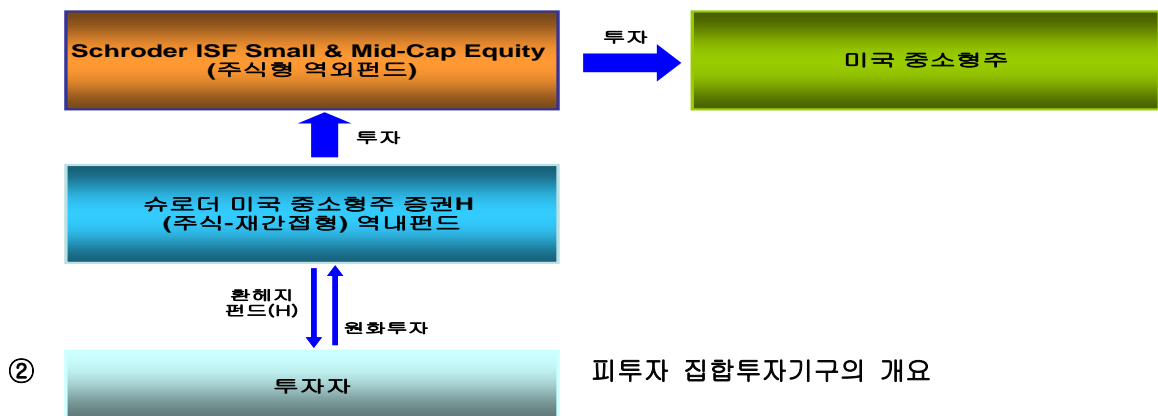 Schroder ISF Small & Mid-Cap Equity
(주식형 역외펀드)
투자
미국 중소형주
투자
슈로더 미국 중소형주 증권H
(주식-재간접형) 역내펀드
환헤지
펀드(H)
원화투자
② 피투자 집합투자기구의 개요
투자자